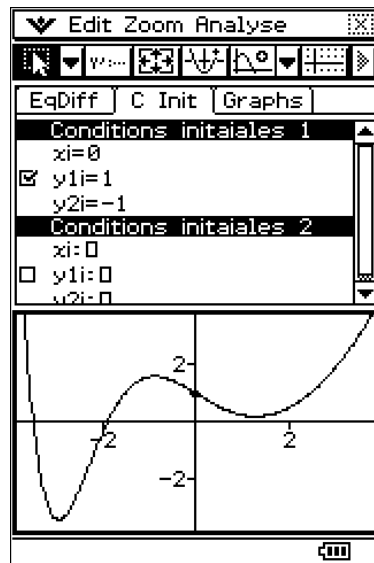 Edit Zoom Analyse
EqDiff C Init Graphs
Conditions initaiales 1
xi=0
y1i=1
y2i=-1
Conditions initaiales 2
xi:
y1i:
y2i:
2
-2 2
-2